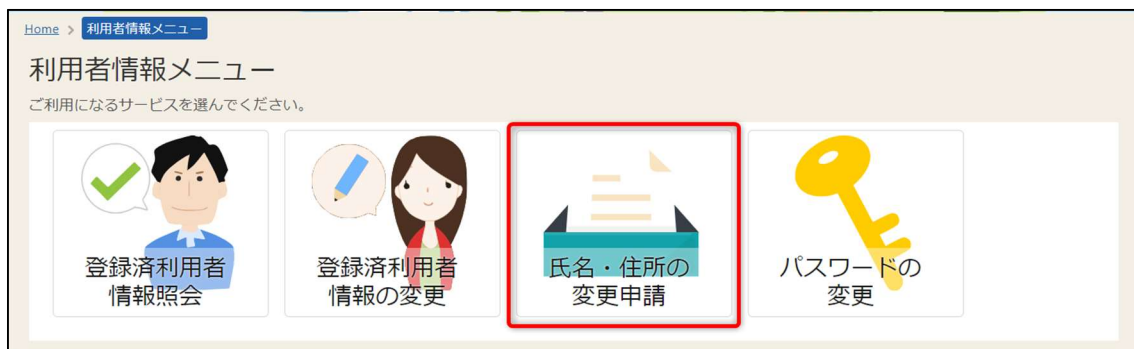 Home > 利用者情報メニュー
利用者情報メニュー
ご利用になるサービスを選んでください。
登録済利用者
情報照会
登録済利用者
情報の変更
氏名・住所の
変更申請
パスワードの
変更